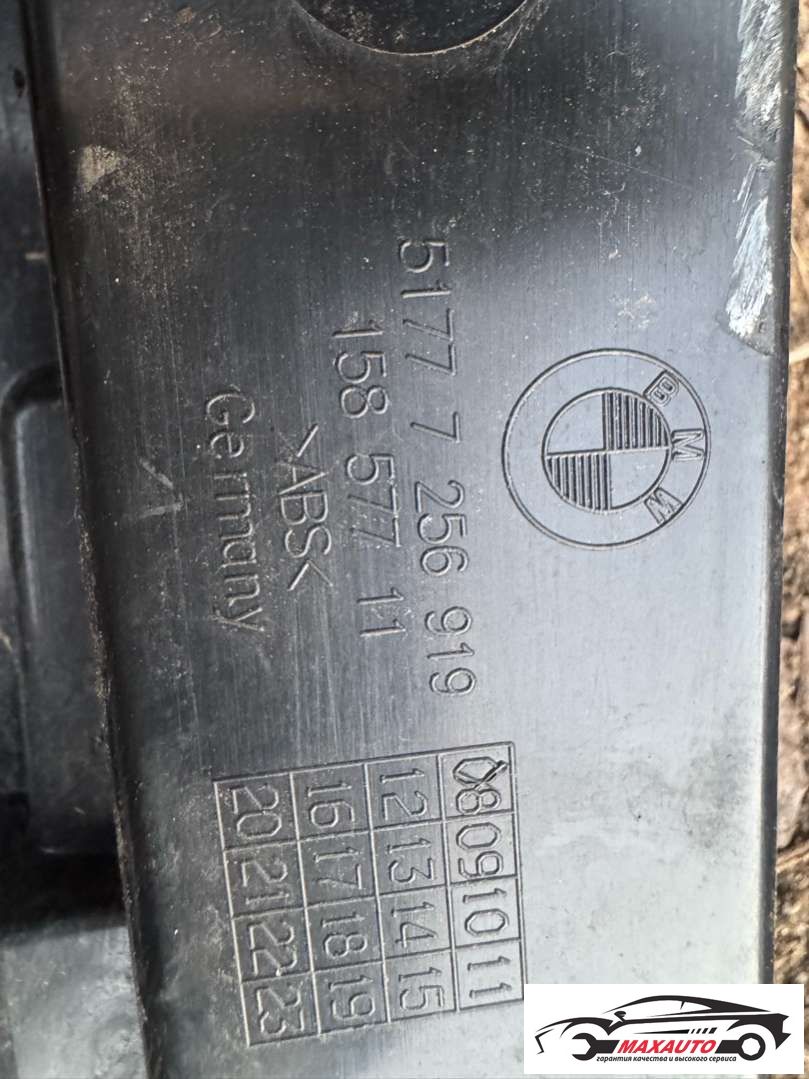 BMW
5177 7 256 919
158 577 11
>ABS<
Germany
08 09 10 11
12 13 14 15
16 17 18 19
20 21 22 23
MAXAUTO
гарантия качества и высокого сервиса